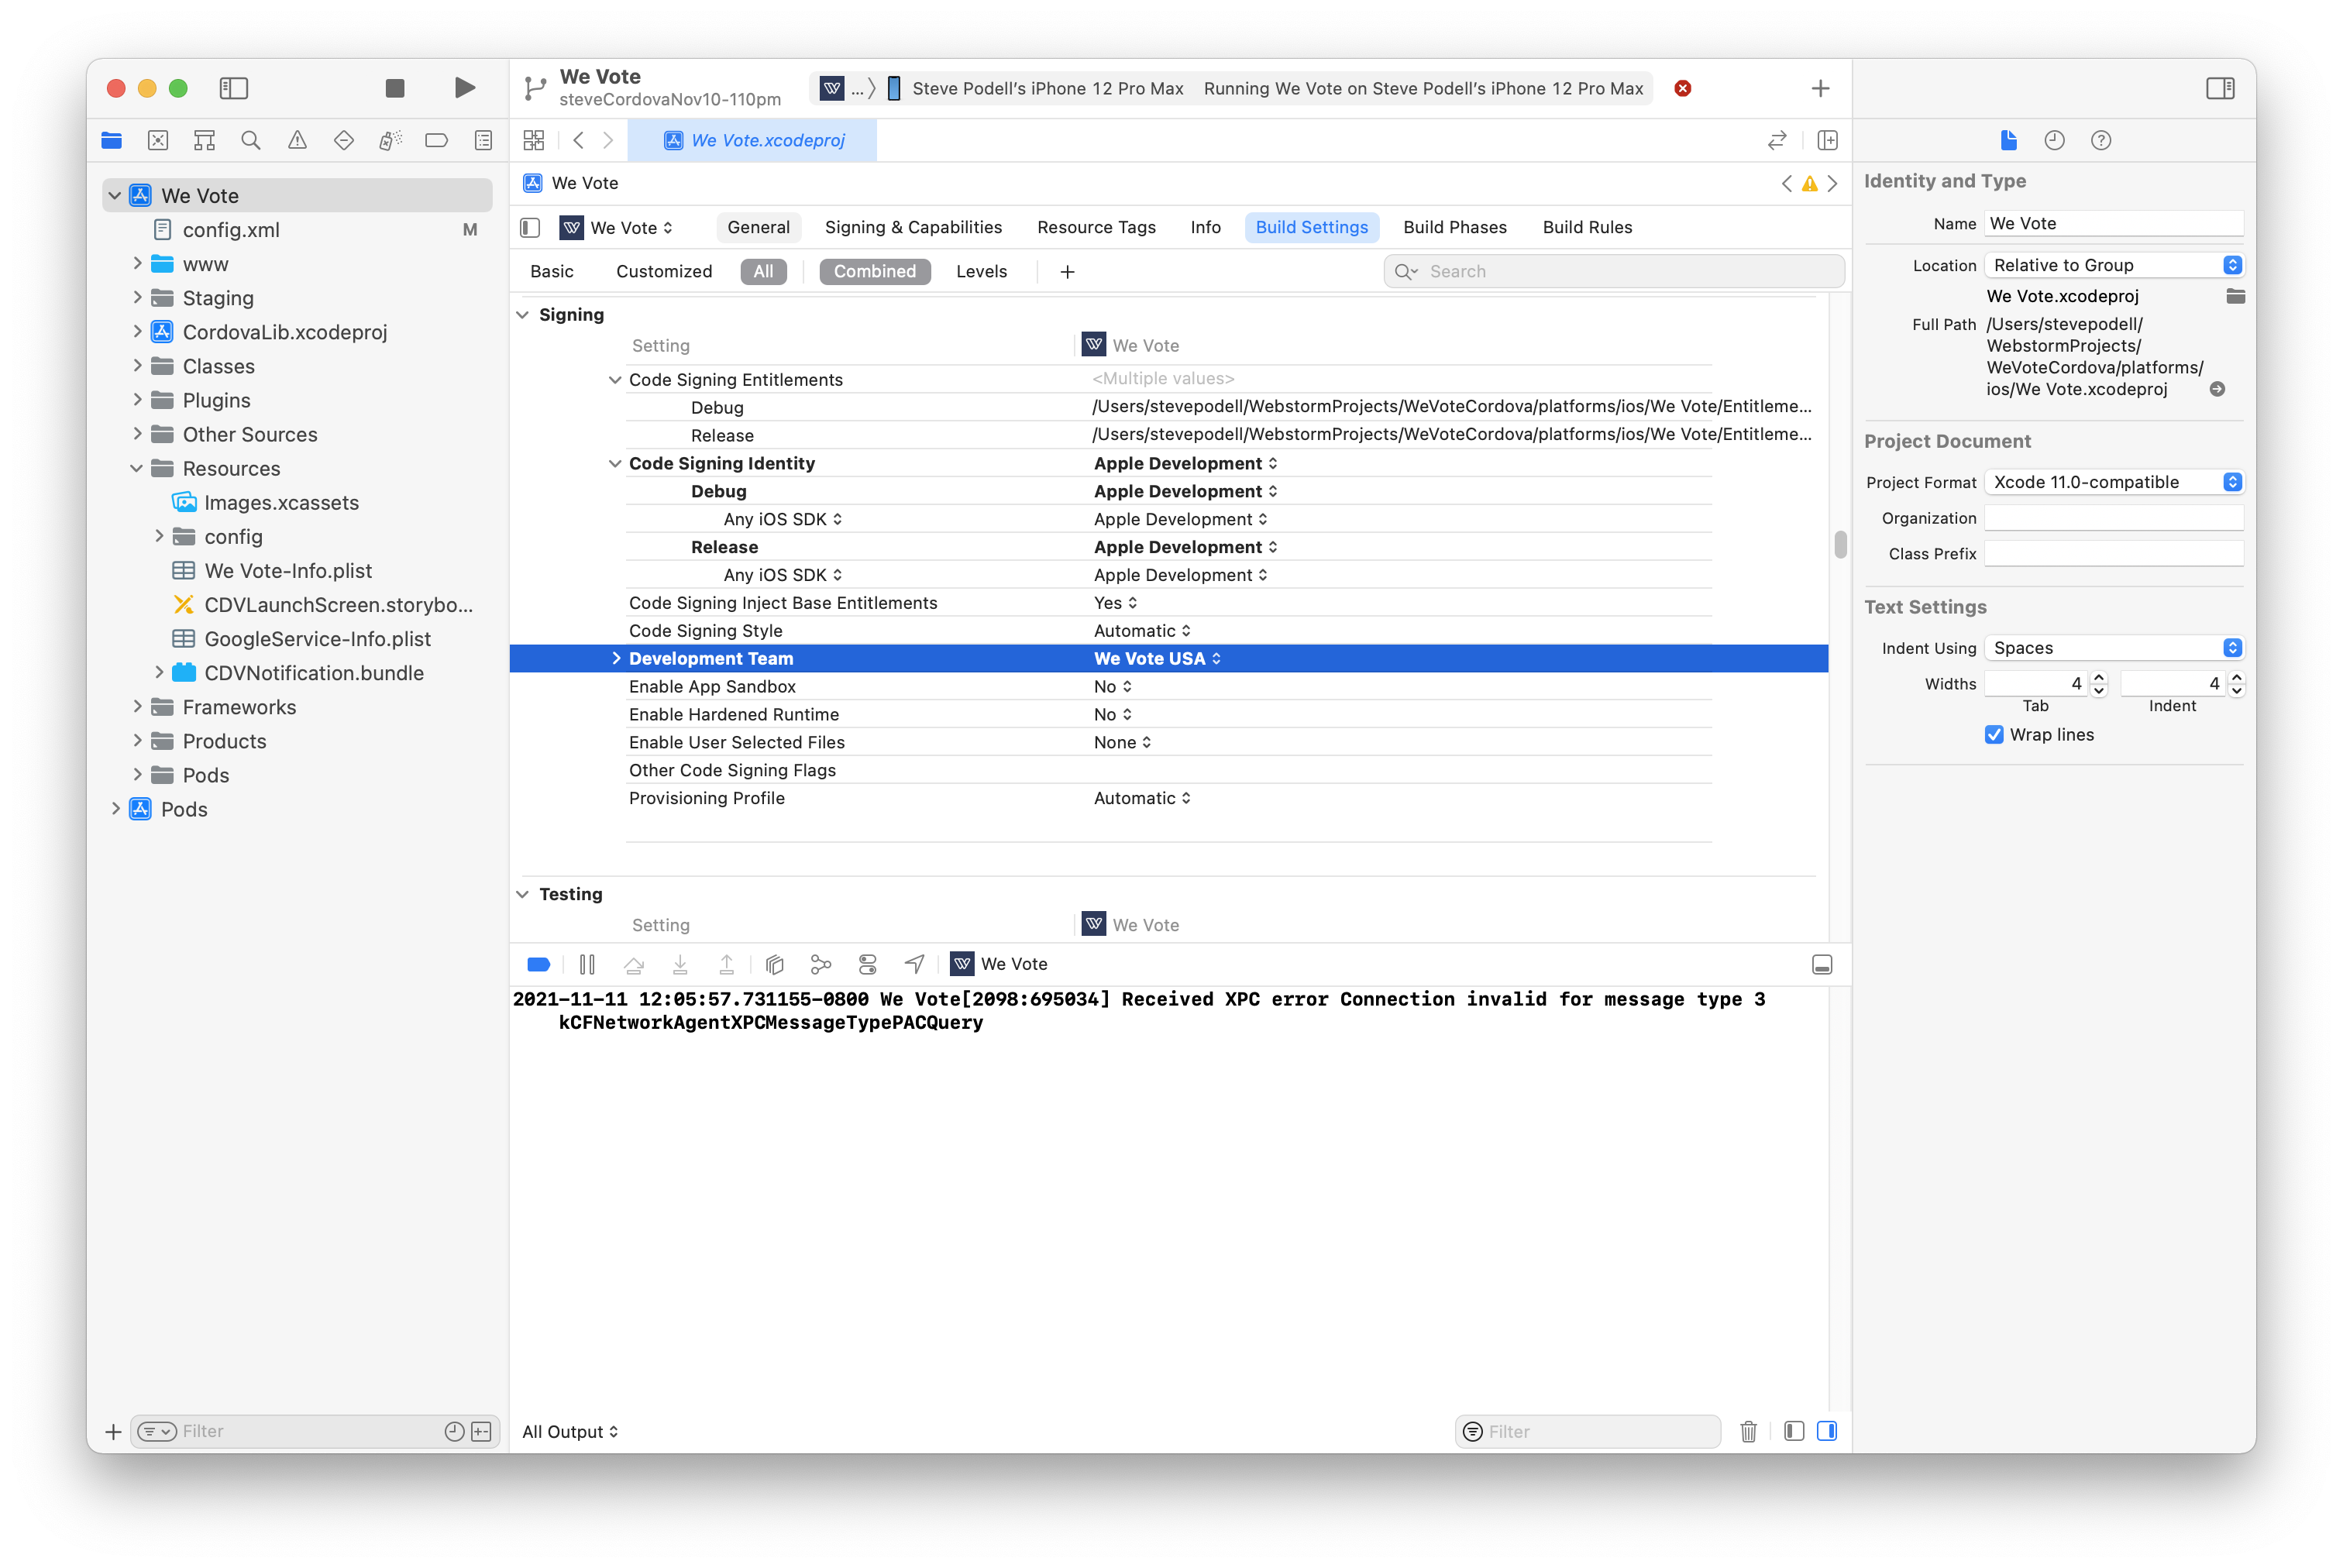 We Vote
steveCordovaNov10-110pm
... Steve Podell’s iPhone 12 Pro Max Running We Vote on Steve Podell’s iPhone 12 Pro Max
We Vote.xcodeproj
We Vote
config.xml M
www
Staging
CordovaLib.xcodeproj
Classes
Plugins
Other Sources
Resources
Images.xcassets
config
We Vote-Info.plist
CDVLaunchScreen.storybo...
GoogleService-Info.plist
CDVNotification.bundle
Frameworks
Products
Pods
Pods
Filter
We Vote
We Vote General Signing & Capabilities Resource Tags Info Build Settings Build Phases Build Rules
Basic Customized All Combined Levels Search
Signing
Setting We Vote
Code Signing Entitlements <Multiple values>
Debug /Users/stevepodell/WebstormProjects/WeVoteCordova/platforms/ios/We Vote/Entitleme...
Release /Users/stevepodell/WebstormProjects/WeVoteCordova/platforms/ios/We Vote/Entitleme...
Code Signing Identity Apple Development
Debug Apple Development
Any iOS SDK Apple Development
Release Apple Development
Any iOS SDK Apple Development
Code Signing Inject Base Entitlements Yes
Code Signing Style Automatic
Development Team We Vote USA
Enable App Sandbox No
Enable Hardened Runtime No
Enable User Selected Files None
Other Code Signing Flags
Provisioning Profile Automatic
Testing
Setting We Vote
We Vote
2021-11-11 12:05:57.731155-0800 We Vote[2098:695034] Received XPC error Connection invalid for message type 3
kCFNetworkAgentXPCMessageTypePACQuery
All Output Filter
Identity and Type
Name We Vote
Location Relative to Group
We Vote.xcodeproj
Full Path /Users/stevepodell/
WebstormProjects/
WeVoteCordova/platforms/
ios/We Vote.xcodeproj
Project Document
Project Format Xcode 11.0-compatible
Organization
Class Prefix
Text Settings
Indent Using Spaces
Widths 4 4
Tab Indent
Wrap lines